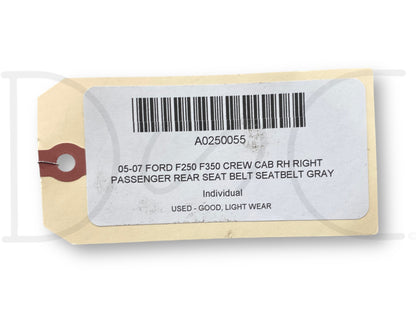 A0250055
05-07 FORD F250 F350 CREW CAB RH RIGHT
PASSENGER REAR SEAT BELT SEATBELT GRAY
Individual
USED - GOOD, LIGHT WEAR